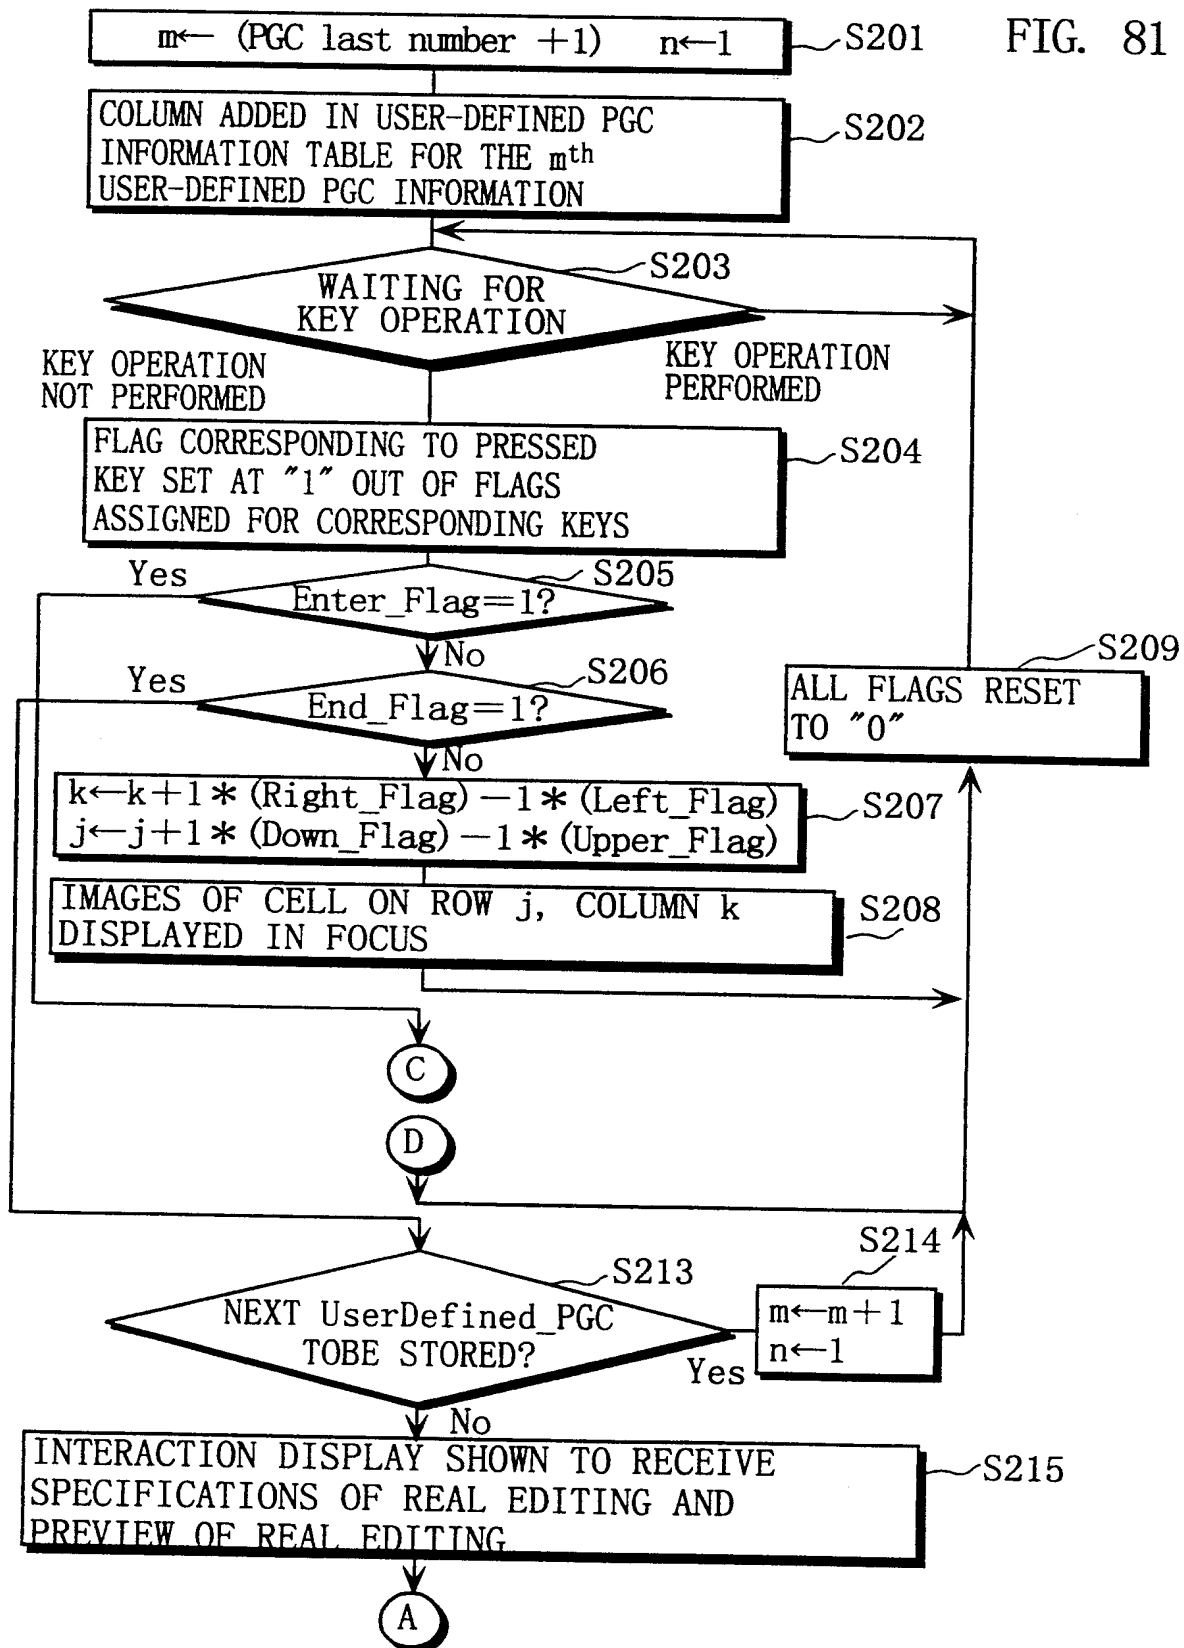 FIG. 81
m← (PGC last number +1) n←1
S201
COLUMN ADDED IN USER-DEFINED PGC
INFORMATION TABLE FOR THE mth
USER-DEFINED PGC INFORMATION
S202
S203
WAITING FOR
KEY OPERATION
KEY OPERATION
NOT PERFORMED
KEY OPERATION
PERFORMED
FLAG CORRESPONDING TO PRESSED
KEY SET AT "1" OUT OF FLAGS
ASSIGNED FOR CORRESPONDING KEYS
S204
Yes
S205
Enter_Flag=1?
No
Yes
S206
End_Flag=1?
No
S209
ALL FLAGS RESET
TO "0"
k←k+1*(Right_Flag)−1*(Left_Flag)
j←j+1*(Down_Flag)−1*(Upper_Flag)
S207
IMAGES OF CELL ON ROW j, COLUMN k
DISPLAYED IN FOCUS
S208
C
D
S213
NEXT UserDefined_PGC
TOBE STORED?
Yes
S214
m←m+1
n←1
No
INTERACTION DISPLAY SHOWN TO RECEIVE
SPECIFICATIONS OF REAL EDITING AND
PREVIEW OF REAL EDITING
S215
A